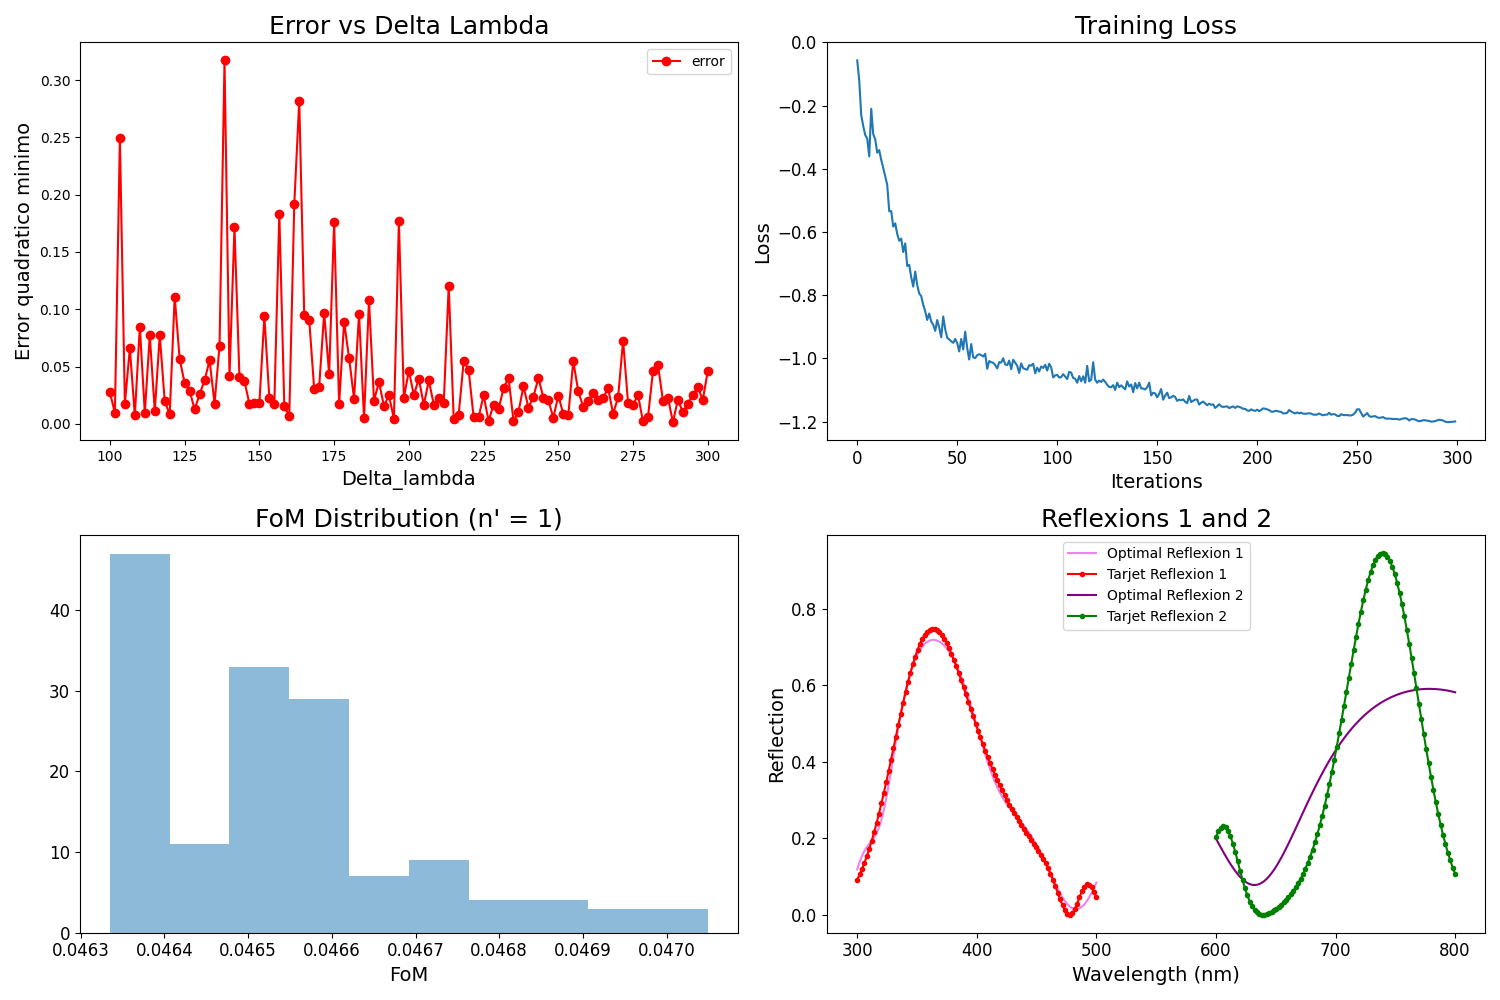 Error vs Delta Lambda
Error quadratico minimo
0.30
0.25
0.20
0.15
0.10
0.05
0.00
error
100 125 150 175 200 225 250 275 300
Delta_lambda
Training Loss
Loss
0.0
−0.2
−0.4
−0.6
−0.8
−1.0
−1.2
0 50 100 150 200 250 300
Iterations
FoM Distribution (n' = 1)
40
30
20
10
0
0.0463 0.0464 0.0465 0.0466 0.0467 0.0468 0.0469 0.0470
FoM
Reflexions 1 and 2
Reflection
0.8
0.6
0.4
0.2
0.0
Optimal Reflexion 1
Tarjet Reflexion 1
Optimal Reflexion 2
Tarjet Reflexion 2
300 400 500 600 700 800
Wavelength (nm)